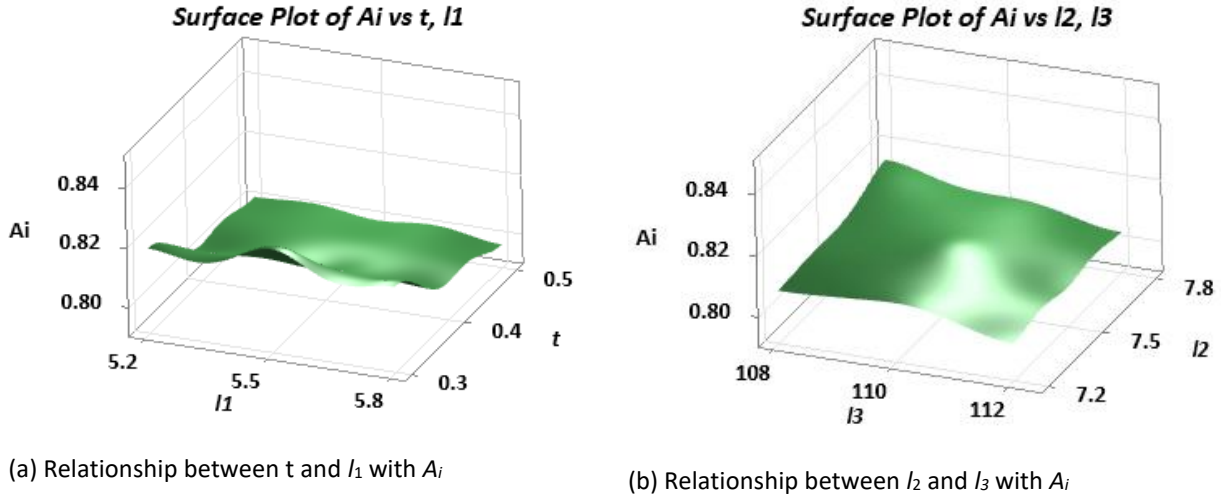 Surface Plot of Ai vs t, l1
0.84
0.82
0.80
Ai
5.2
5.5
5.8
l1
0.5
0.4
0.3
t
(a) Relationship between t and l1 with Ai
Surface Plot of Ai vs l2, l3
0.84
0.82
0.80
Ai
108
110
112
l3
7.8
7.5
7.2
l2
(b) Relationship between l2 and l3 with Ai